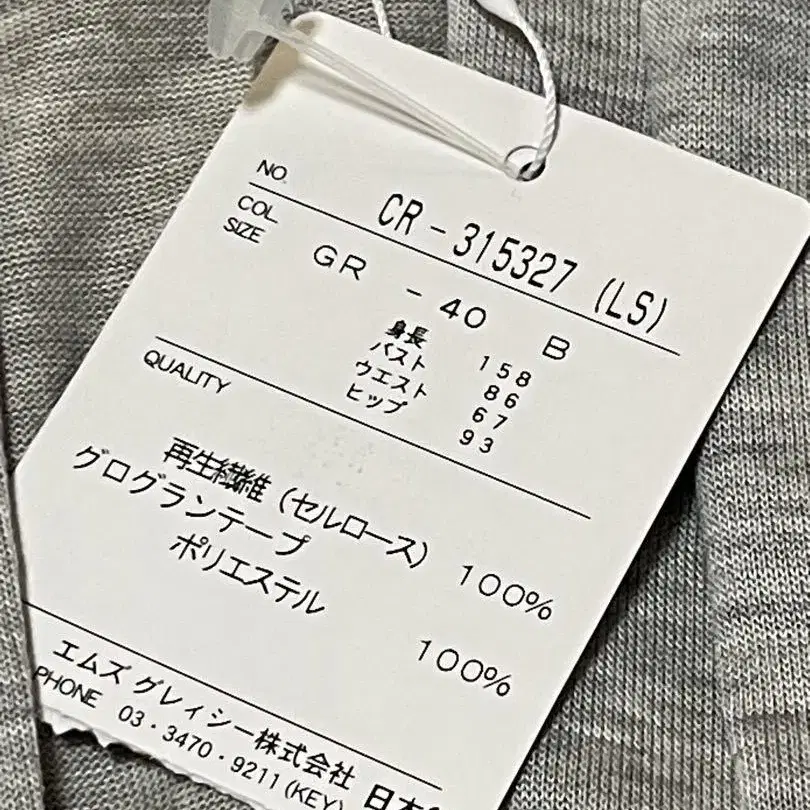 NO. CR-315327 (LS)
COL. GR - 40 B
SIZE
身長 158
バスト 86
ウエスト 67
ヒップ 93
QUALITY
再生繊維 (セルロース) 100%
グログランテープ
ポリエステル 100%
エムズ グレィシー株式会社 日本
PHONE 03・3470・9211 (KEY)